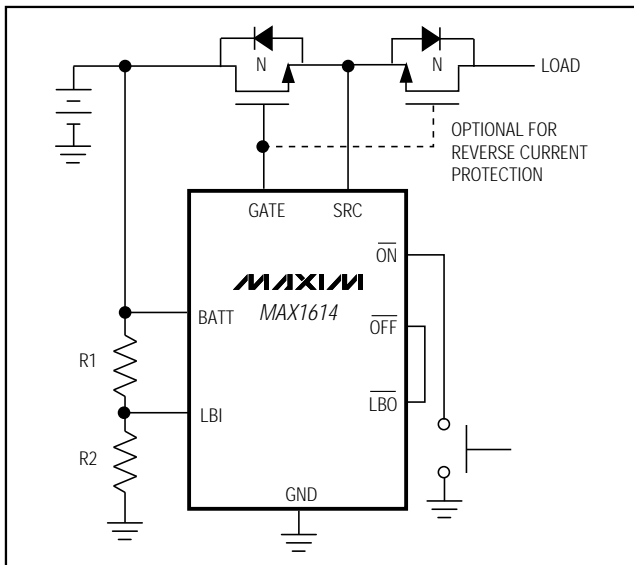 N
N
LOAD
OPTIONAL FOR
REVERSE CURRENT
PROTECTION
GATE
SRC
ON
MAXIM
MAX1614
BATT
OFF
R1
LBO
LBI
R2
GND